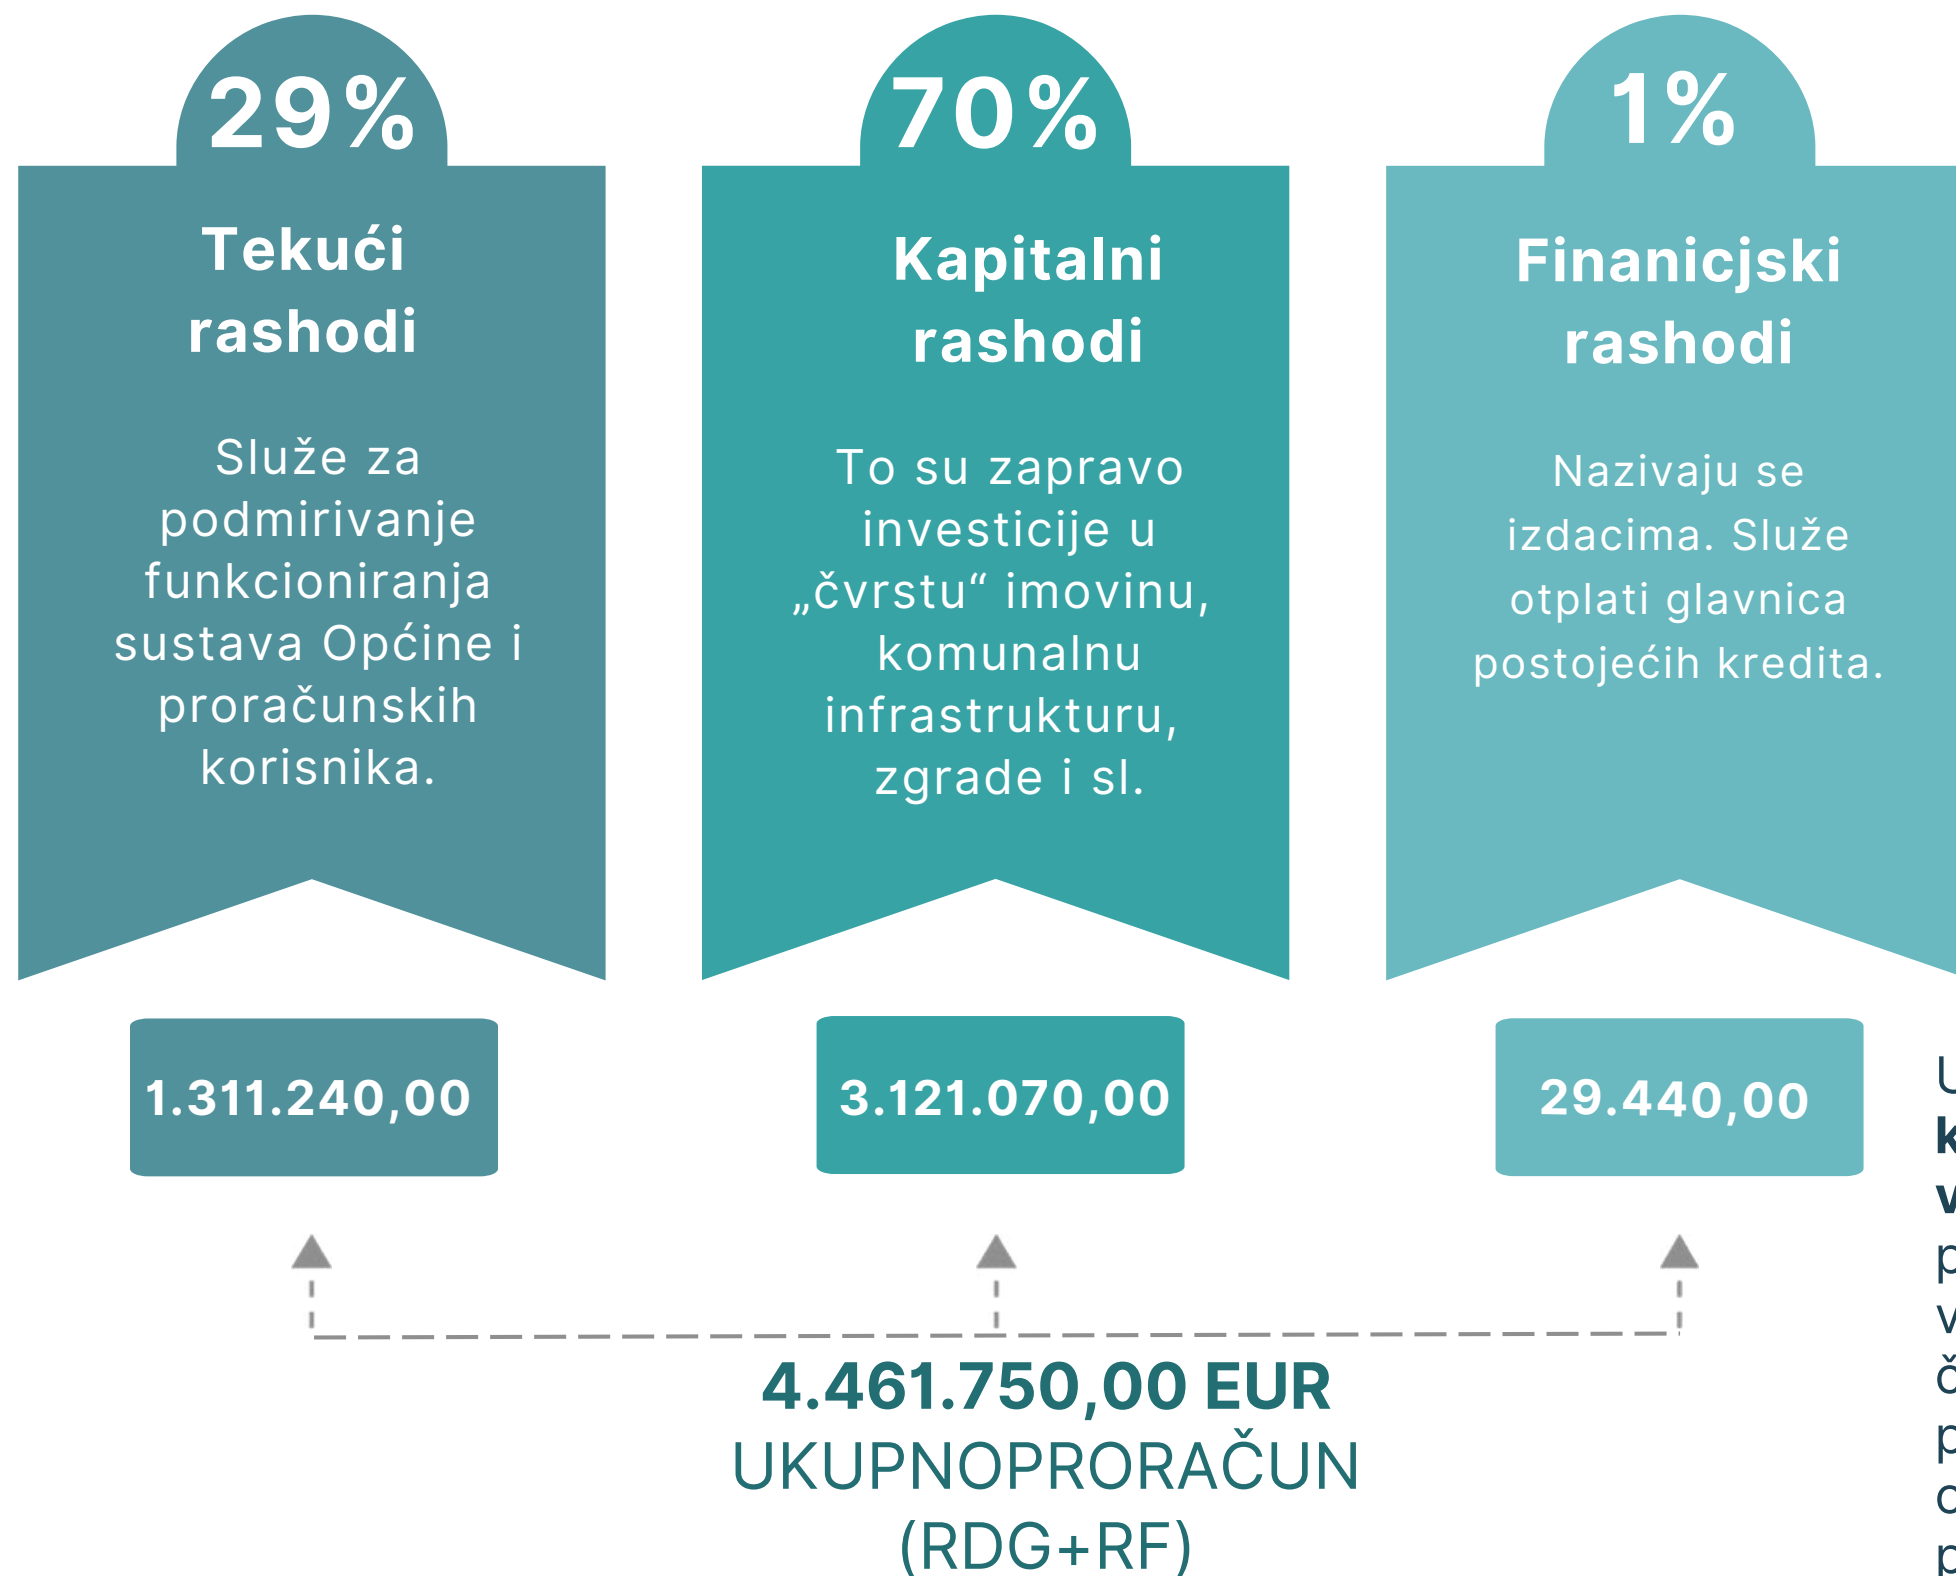 29%
Tekući
rashodi
Služe za
podmirivanje
funkcioniranja
sustava Općine i
proračunskih
korisnika.
1.311.240,00
70%
Kapitalni
rashodi
To su zapravo
investicije u
„čvrstu“ imovinu,
komunalnu
infrastrukturu,
zgrade i sl.
3.121.070,00
1%
Finanicjski
rashodi
Nazivaju se
izdacima. Služe
otplati glavnica
postojećih kredita.
29.440,00
4.461.750,00 EUR
UKUPNOPRORAČUN
(RDG+RF)